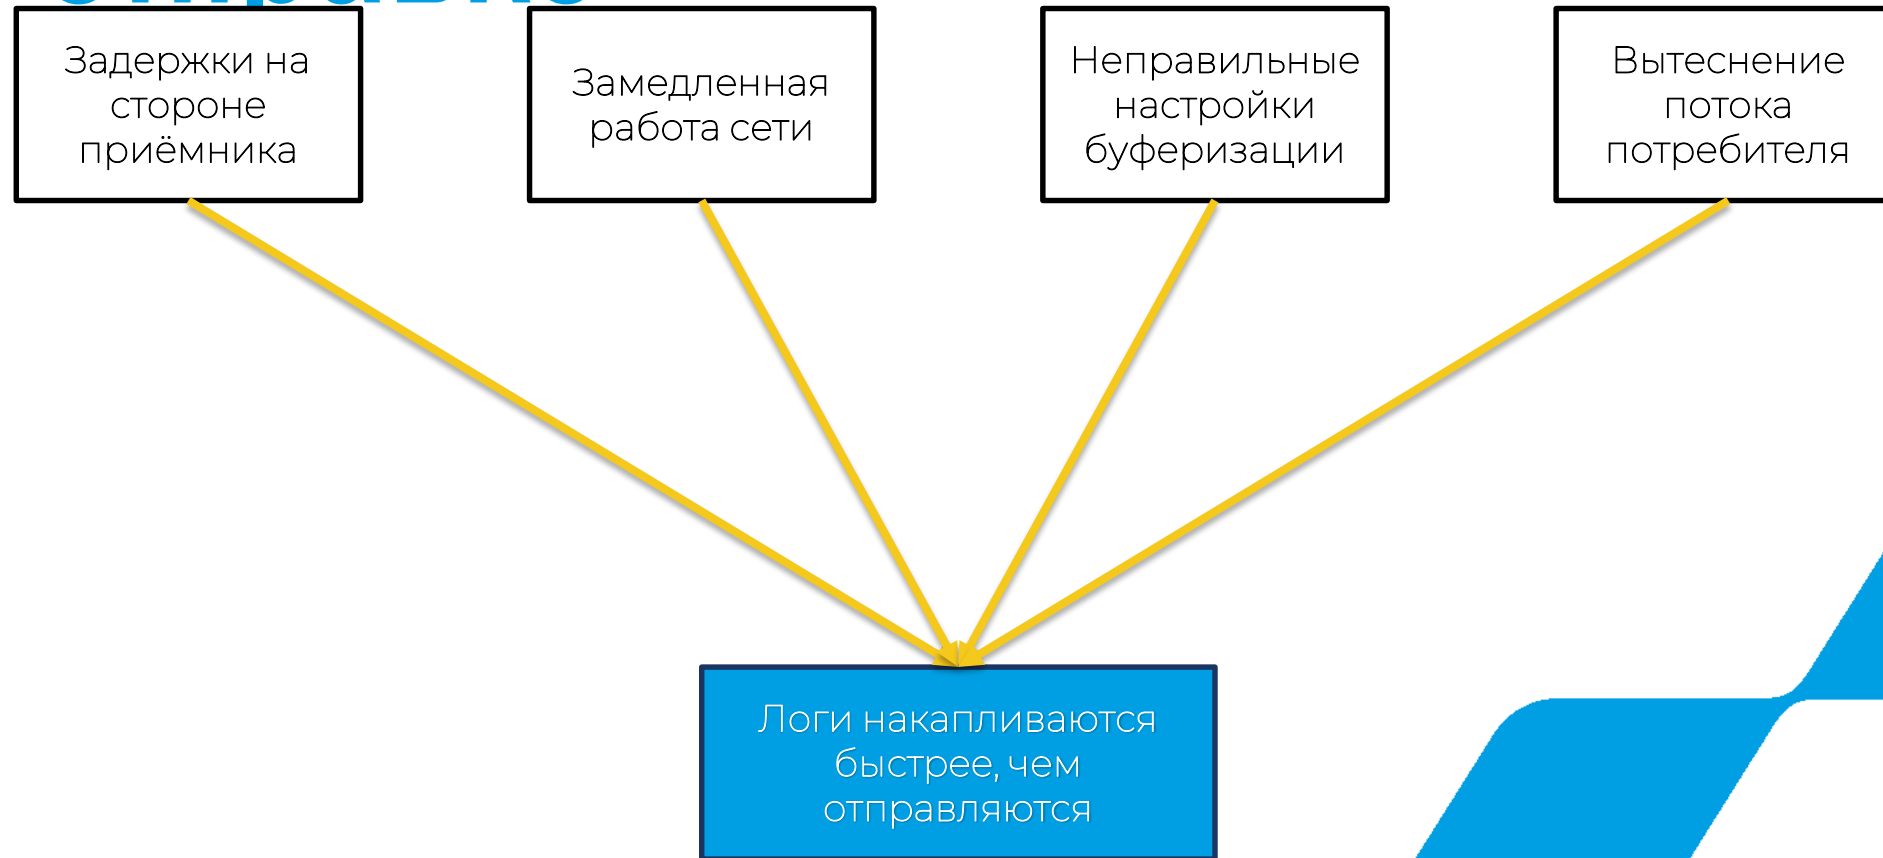 Задержки на
стороне
приёмника
Замедленная
работа сети
Неправильные
настройки
буферизации
Вытеснение
потока
потребителя
Логи накапливаются
быстрее, чем
отправляются